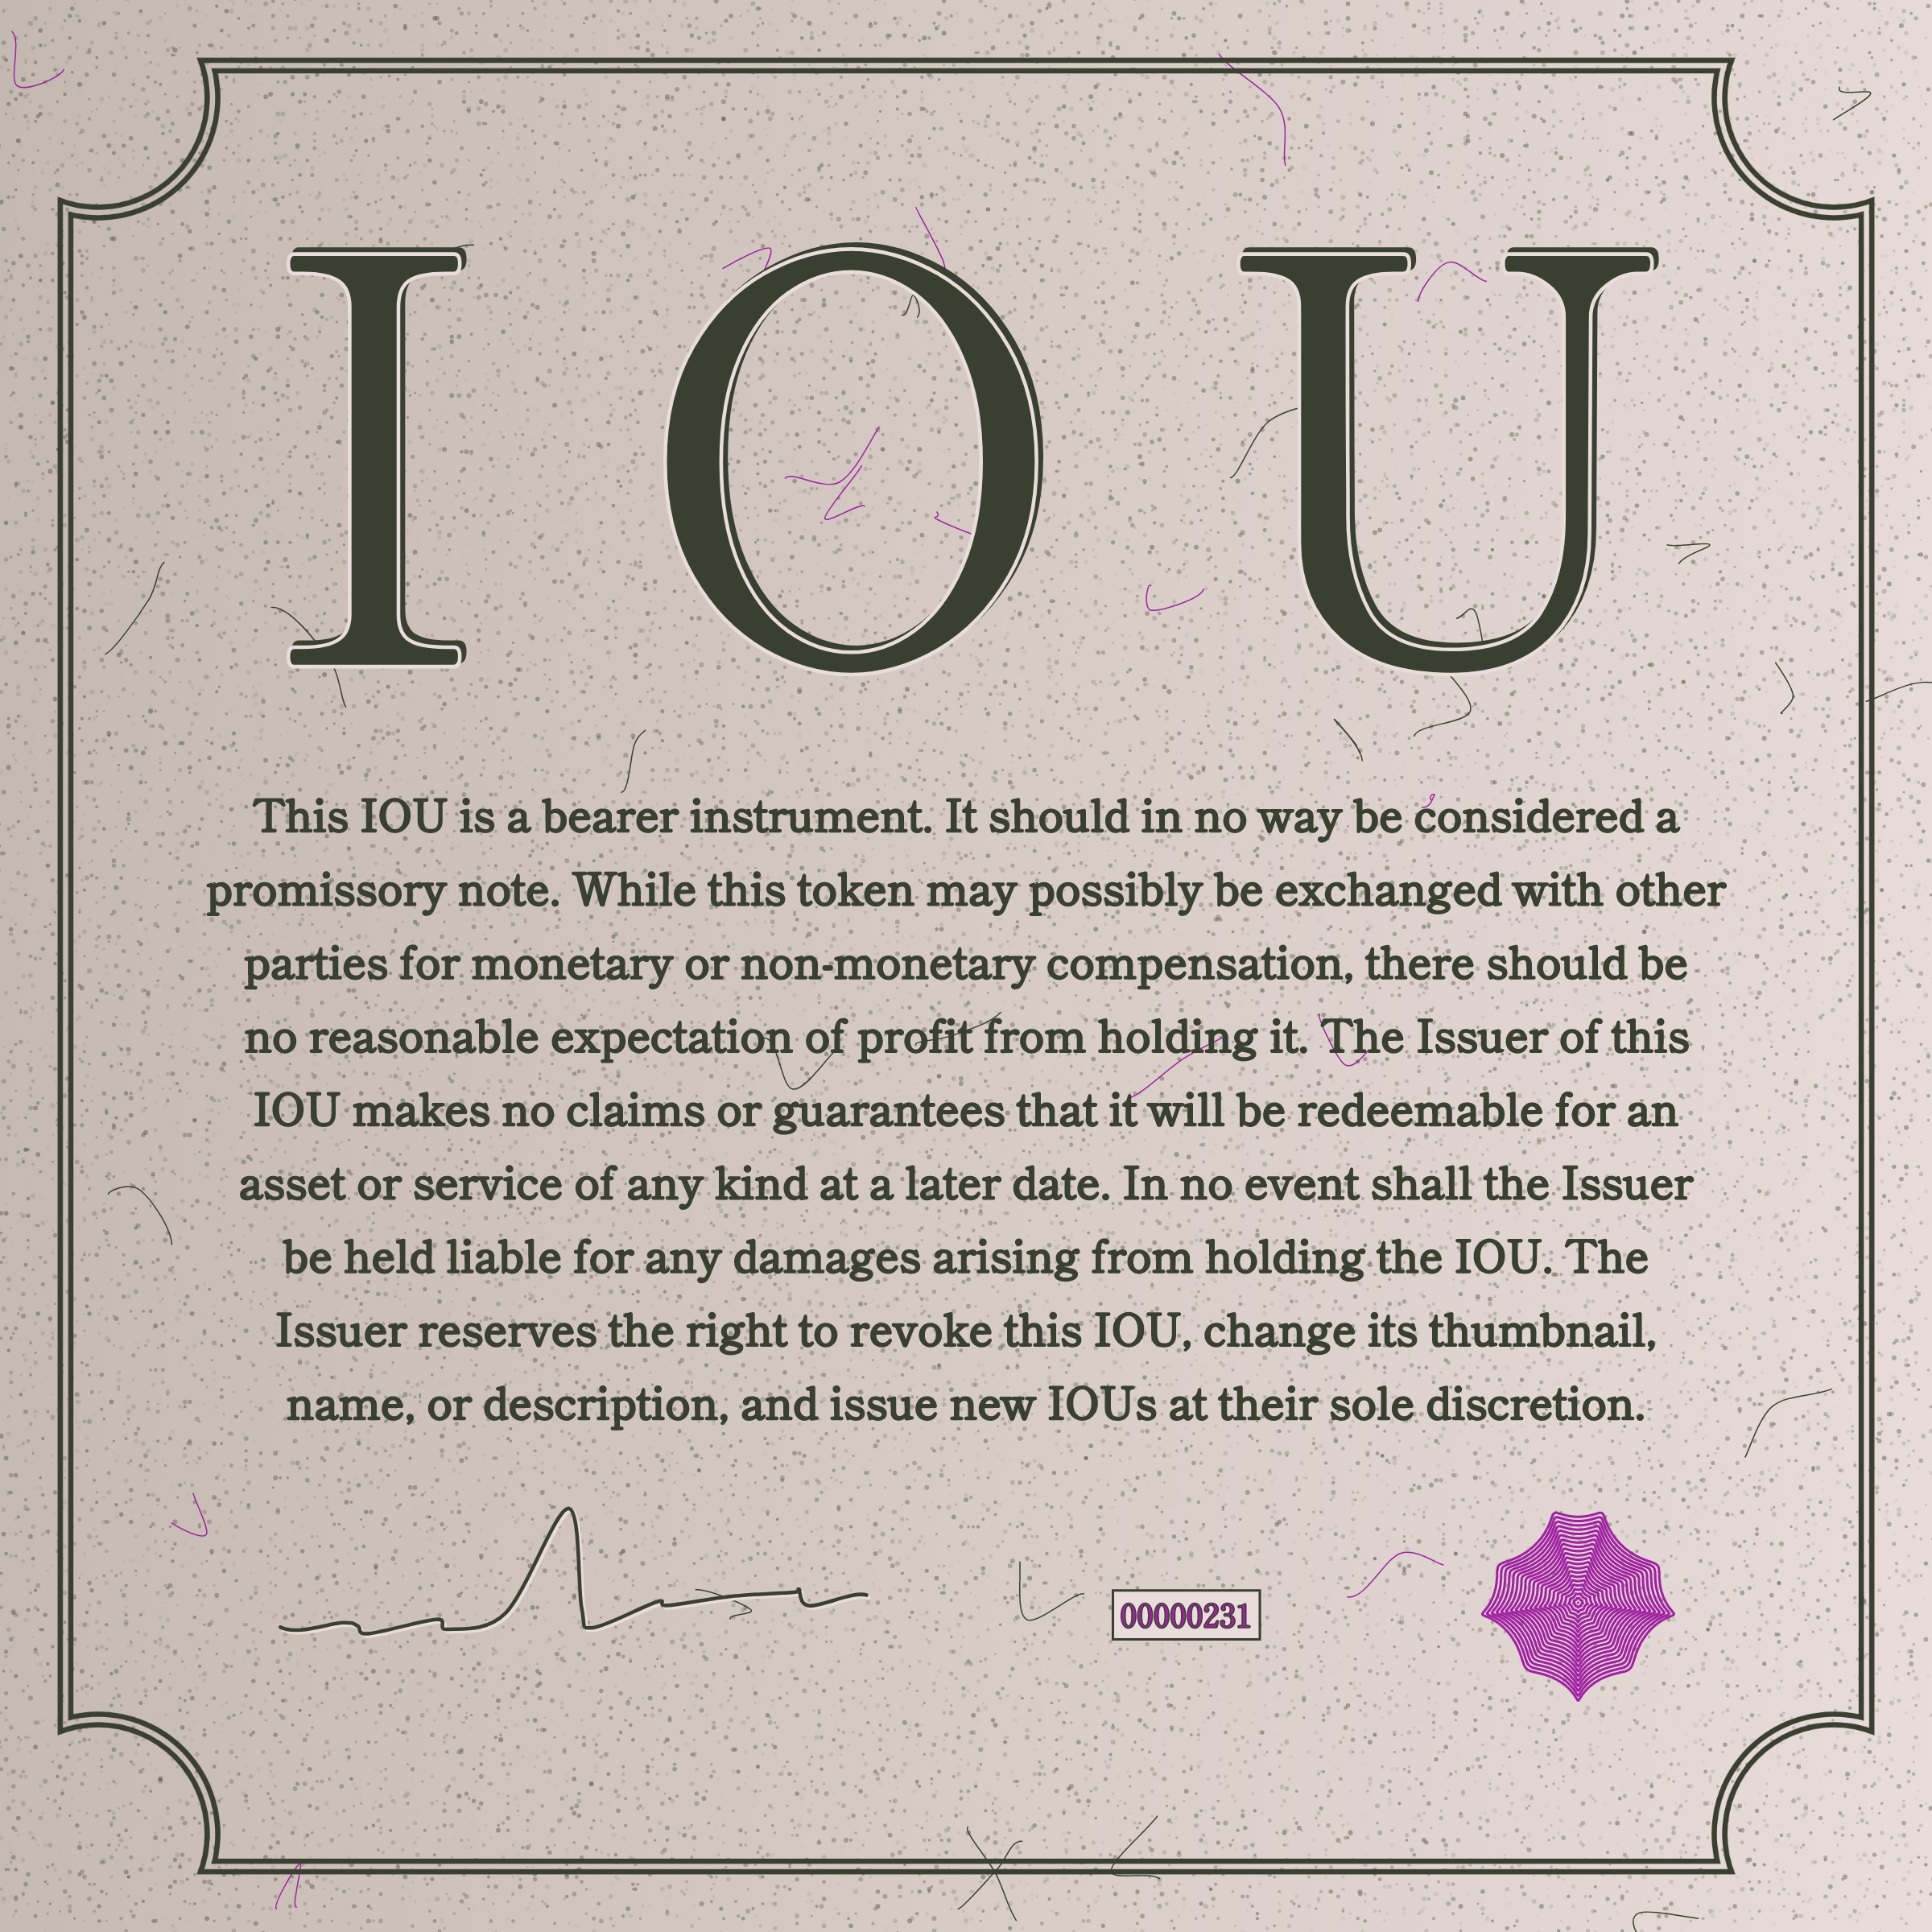 I O U
This IOU is a bearer instrument. It should in no way be considered a
promissory note. While this token may possibly be exchanged with other
parties for monetary or non-monetary compensation, there should be
no reasonable expectation of profit from holding it. The Issuer of this
IOU makes no claims or guarantees that it will be redeemable for an
asset or service of any kind at a later date. In no event shall the Issuer
be held liable for any damages arising from holding the IOU. The
Issuer reserves the right to revoke this IOU, change its thumbnail,
name, or description, and issue new IOUs at their sole discretion.
00000231